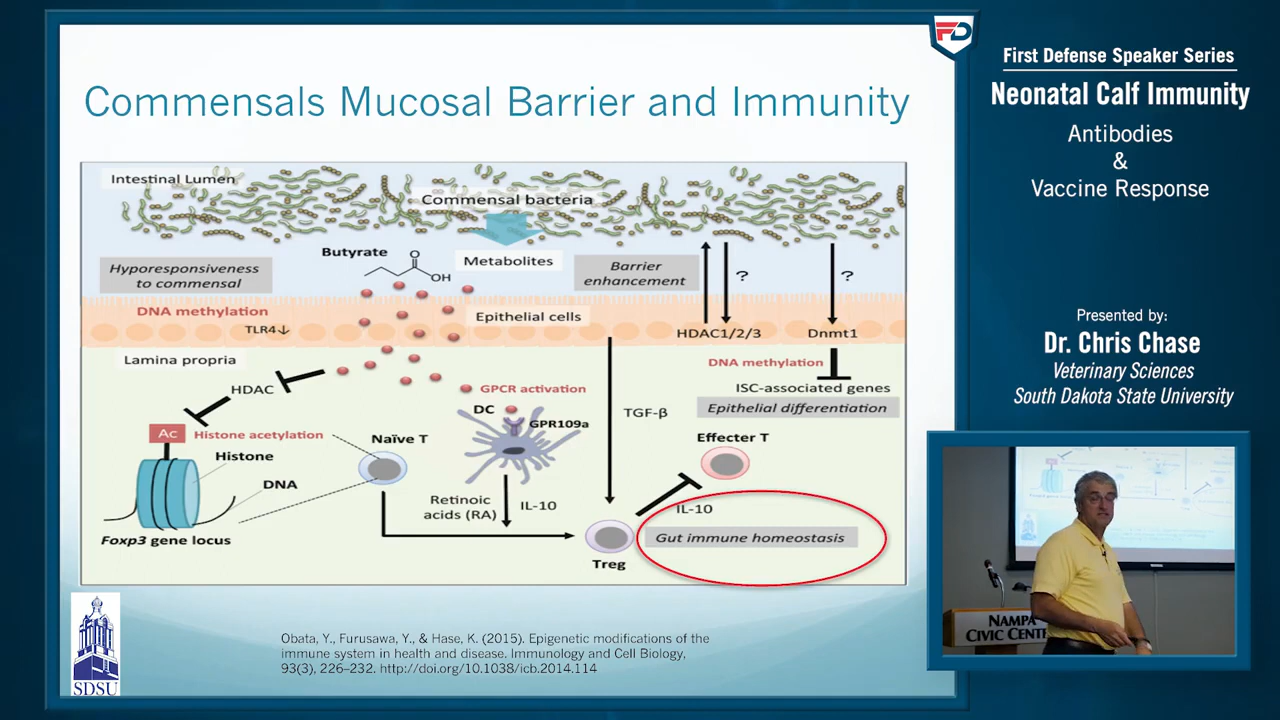 Commensals Mucosal Barrier and Immunity
Intestinal Lumen
Commensal bacteria
Butyrate
O
OH
Metabolites
Hyporesponsiveness
to commensal
Barrier
enhancement
?
?
DNA methylation
TLR4↓
Epithelial cells
HDAC1/2/3
Dnmt1
Lamina propria
DNA methylation
HDAC
GPCR activation
ISC-associated genes
Epithelial differentiation
DC
GPR109a
TGF-β
Ac
Histone acetylation
Naïve T
Effecter T
Histone
DNA
Retinoic
acids (RA)
IL-10
IL-10
Foxp3 gene locus
Gut immune homeostasis
Treg
Obata, Y., Furusawa, Y., & Hase, K. (2015). Epigenetic modifications of the
immune system in health and disease. Immunology and Cell Biology,
93(3), 226–232. http://doi.org/10.1038/icb.2014.114
SDSU
FD
First Defense Speaker Series
Neonatal Calf Immunity
Antibodies
&
Vaccine Response
Presented by:
Dr. Chris Chase
Veterinary Sciences
South Dakota State University
NAMPA
CIVIC CENTE